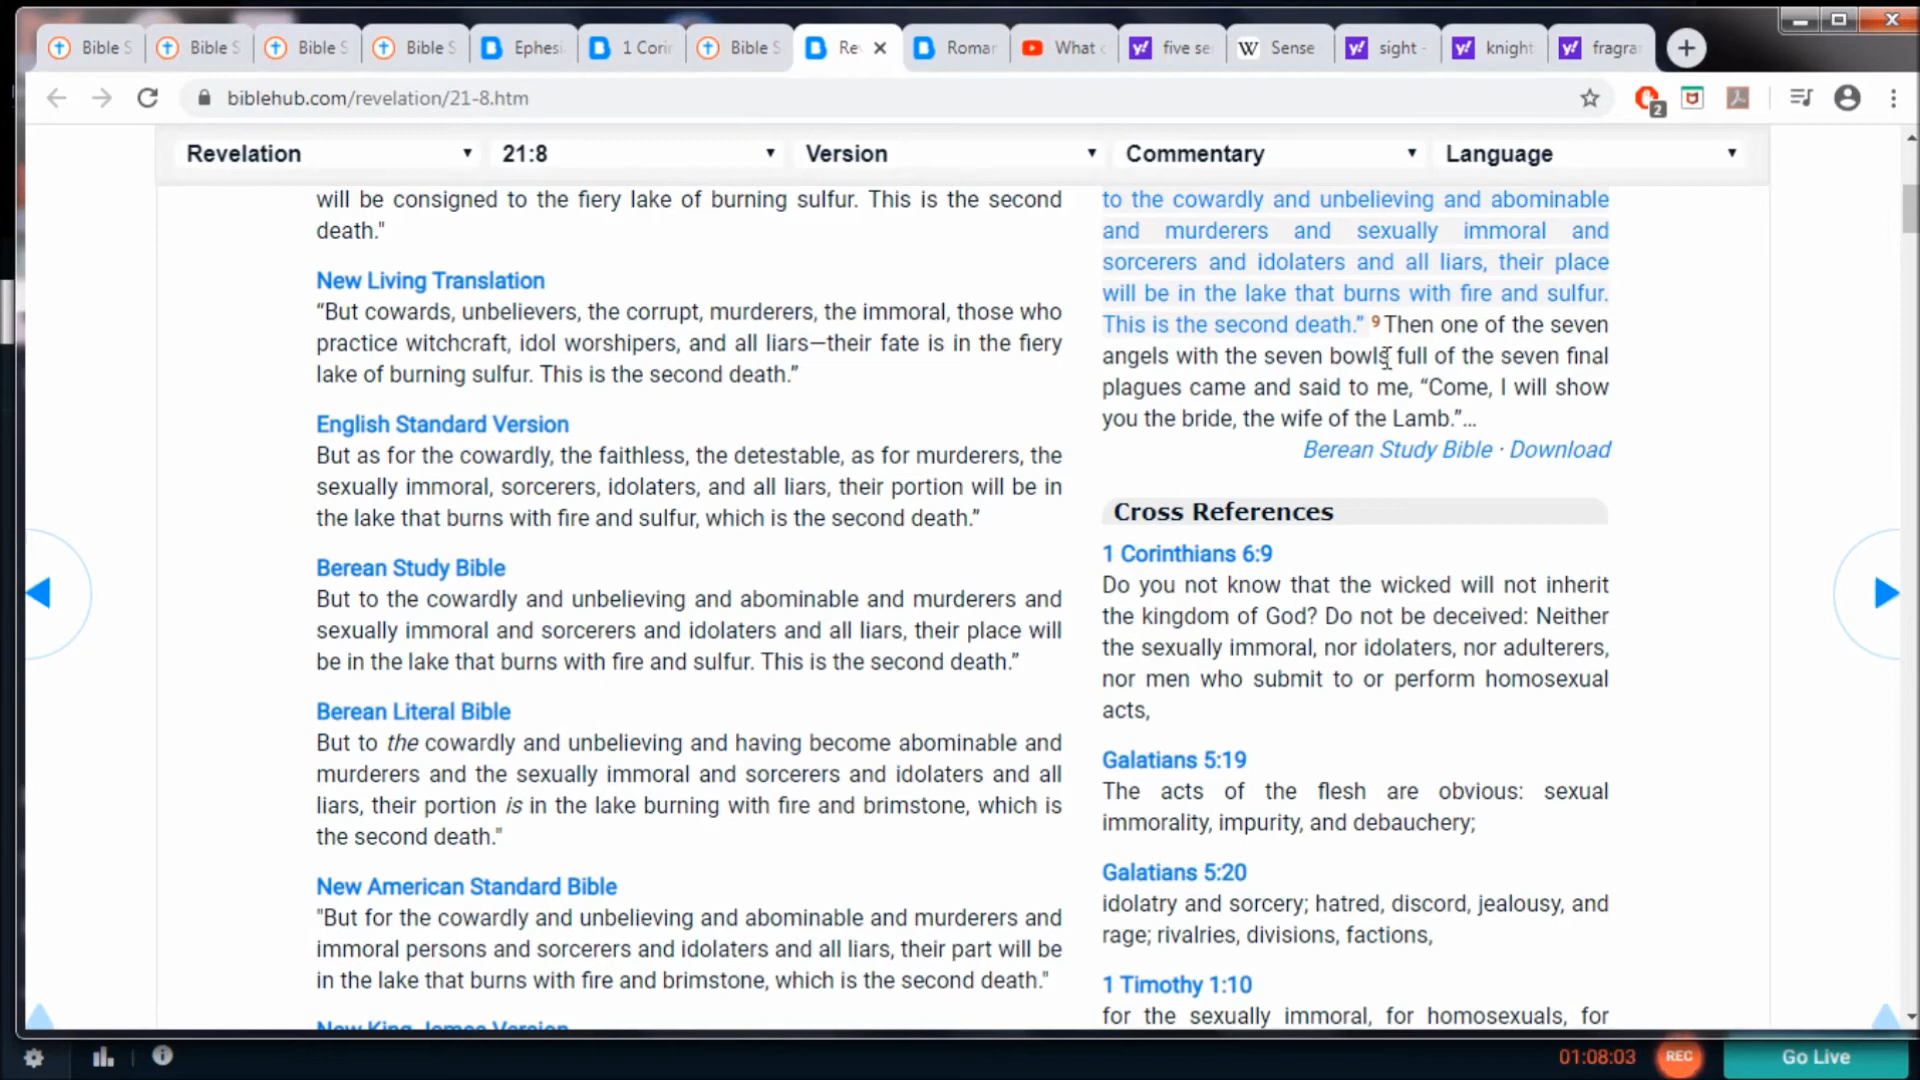 Bible S
Bible S
Bible S
Bible S
Ephesi
1 Corin
Bible S
Re
Roman
What
five se
Sense
sight -
knight
fragra
biblehub.com/revelation/21-8.htm
2
Revelation
21:8
Version
Commentary
Language
will be consigned to the fiery lake of burning sulfur. This is the second
death."
New Living Translation
“But cowards, unbelievers, the corrupt, murderers, the immoral, those who
practice witchcraft, idol worshipers, and all liars—their fate is in the fiery
lake of burning sulfur. This is the second death.”
English Standard Version
But as for the cowardly, the faithless, the detestable, as for murderers, the
sexually immoral, sorcerers, idolaters, and all liars, their portion will be in
the lake that burns with fire and sulfur, which is the second death.”
Berean Study Bible
But to the cowardly and unbelieving and abominable and murderers and
sexually immoral and sorcerers and idolaters and all liars, their place will
be in the lake that burns with fire and sulfur. This is the second death.”
Berean Literal Bible
But to the cowardly and unbelieving and having become abominable and
murderers and the sexually immoral and sorcerers and idolaters and all
liars, their portion is in the lake burning with fire and brimstone, which is
the second death."
New American Standard Bible
"But for the cowardly and unbelieving and abominable and murderers and
immoral persons and sorcerers and idolaters and all liars, their part will be
in the lake that burns with fire and brimstone, which is the second death."
New King James Version
to the cowardly and unbelieving and abominable
and murderers and sexually immoral and
sorcerers and idolaters and all liars, their place
will be in the lake that burns with fire and sulfur.
This is the second death.” 9Then one of the seven
angels with the seven bowls full of the seven final
plagues came and said to me, “Come, I will show
you the bride, the wife of the Lamb.”…
Berean Study Bible · Download
Cross References
1 Corinthians 6:9
Do you not know that the wicked will not inherit
the kingdom of God? Do not be deceived: Neither
the sexually immoral, nor idolaters, nor adulterers,
nor men who submit to or perform homosexual
acts,
Galatians 5:19
The acts of the flesh are obvious: sexual
immorality, impurity, and debauchery;
Galatians 5:20
idolatry and sorcery; hatred, discord, jealousy, and
rage; rivalries, divisions, factions,
1 Timothy 1:10
for the sexually immoral, for homosexuals, for
01:08:03
REC
Go Live